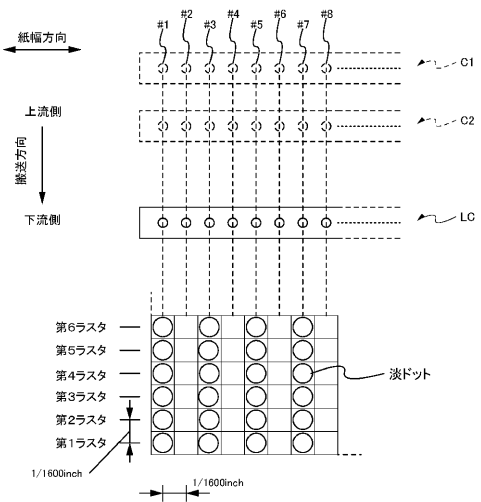 #1 #2 #3 #4 #5 #6 #7 #8
紙幅方向
C1
上流側
C2
搬送方向
下流側
LC
第6ラスタ
第5ラスタ
第4ラスタ
淡ドット
第3ラスタ
第2ラスタ
第1ラスタ
1/1600inch
1/1600inch